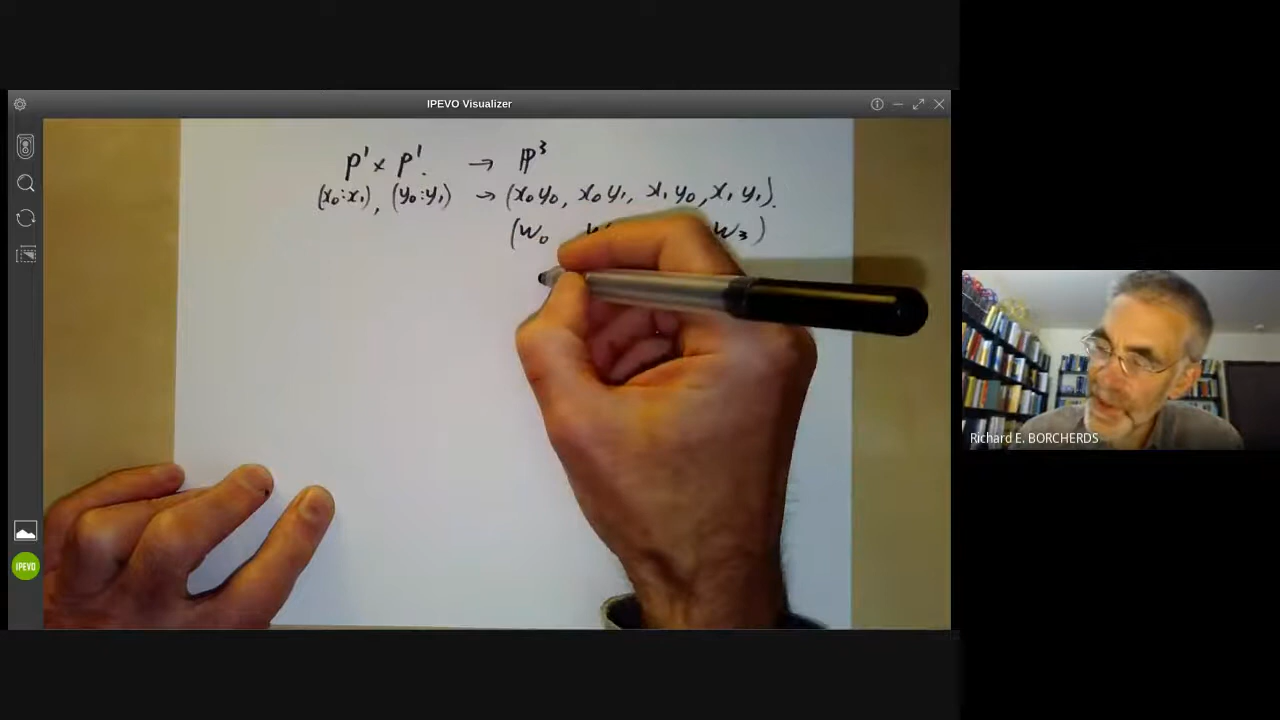 IPEVO Visualizer
P¹ × P¹. → ℙ³
(x₀:x₁), (y₀:y₁) → (x₀y₀, x₀y₁, x₁y₀, x₁y₁).
(w₀ w₃)
Richard E. BORCHERDS
IPEVO